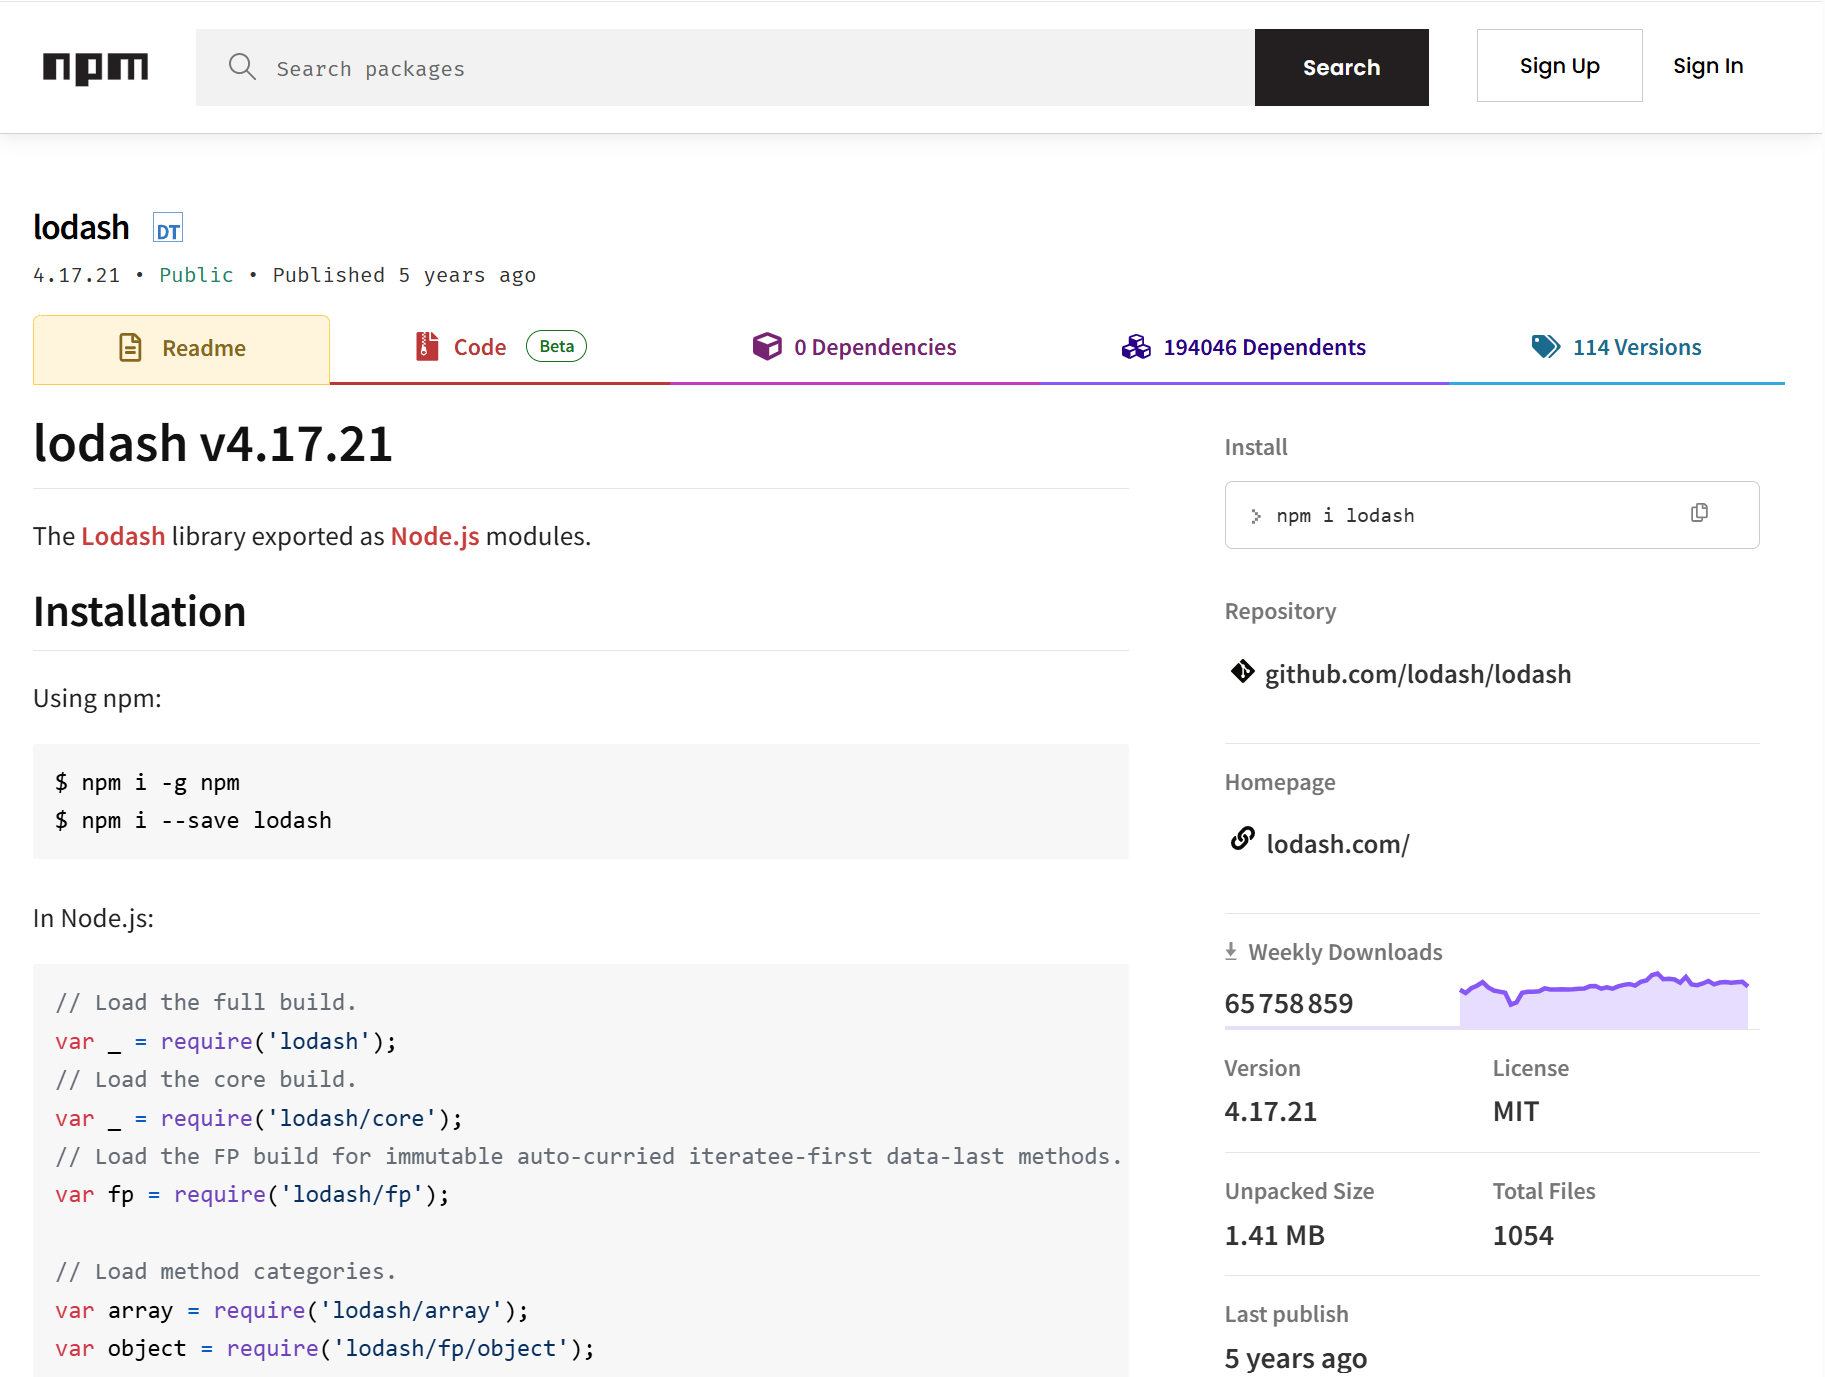 npm
Search packages
Search
Sign Up
Sign In
lodash DT
4.17.21 • Public • Published 5 years ago
Readme
Code Beta
0 Dependencies
194046 Dependents
114 Versions
lodash v4.17.21
The Lodash library exported as Node.js modules.
Installation
Using npm:
$ npm i -g npm
$ npm i --save lodash
In Node.js:
// Load the full build.
var _ = require('lodash');
// Load the core build.
var _ = require('lodash/core');
// Load the FP build for immutable auto-curried iteratee-first data-last methods.
var fp = require('lodash/fp');
// Load method categories.
var array = require('lodash/array');
var object = require('lodash/fp/object');
Install
npm i lodash
Repository
github.com/lodash/lodash
Homepage
lodash.com/
Weekly Downloads
65 758 859
Version
4.17.21
License
MIT
Unpacked Size
1.41 MB
Total Files
1054
Last publish
5 years ago